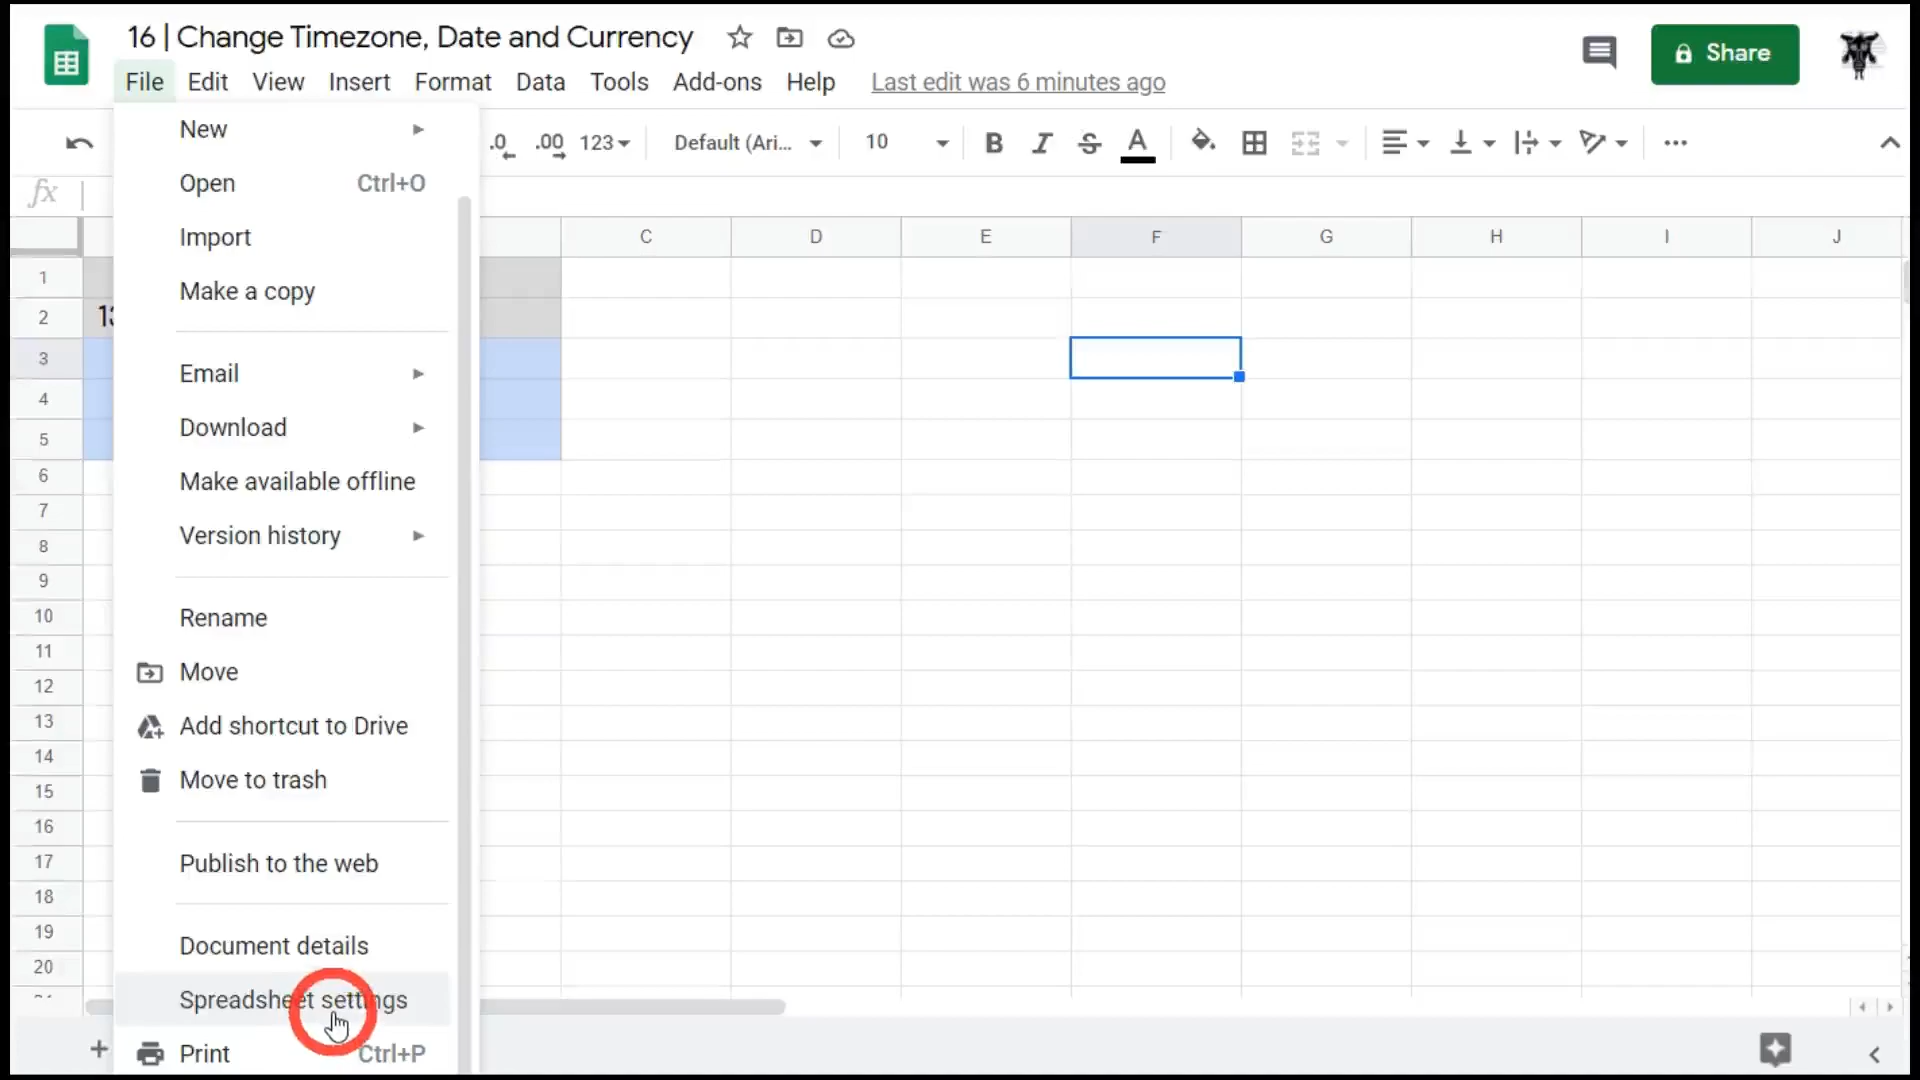 16 | Change Timezone, Date and Currency
Share
File Edit View Insert Format Data Tools Add-ons Help Last edit was 6 minutes ago
.0 .00 123 Default (Ari... 10 B I S A ...
fx
New
Open Ctrl+O
Import
Make a copy
Email
Download
Make available offline
Version history
Rename
Move
Add shortcut to Drive
Move to trash
Publish to the web
Document details
Spreadsheet settings
Print Ctrl+P
C D E F G H I J
1
2
3
4
5
6
7
8
9
10
11
12
13
14
15
16
17
18
19
20